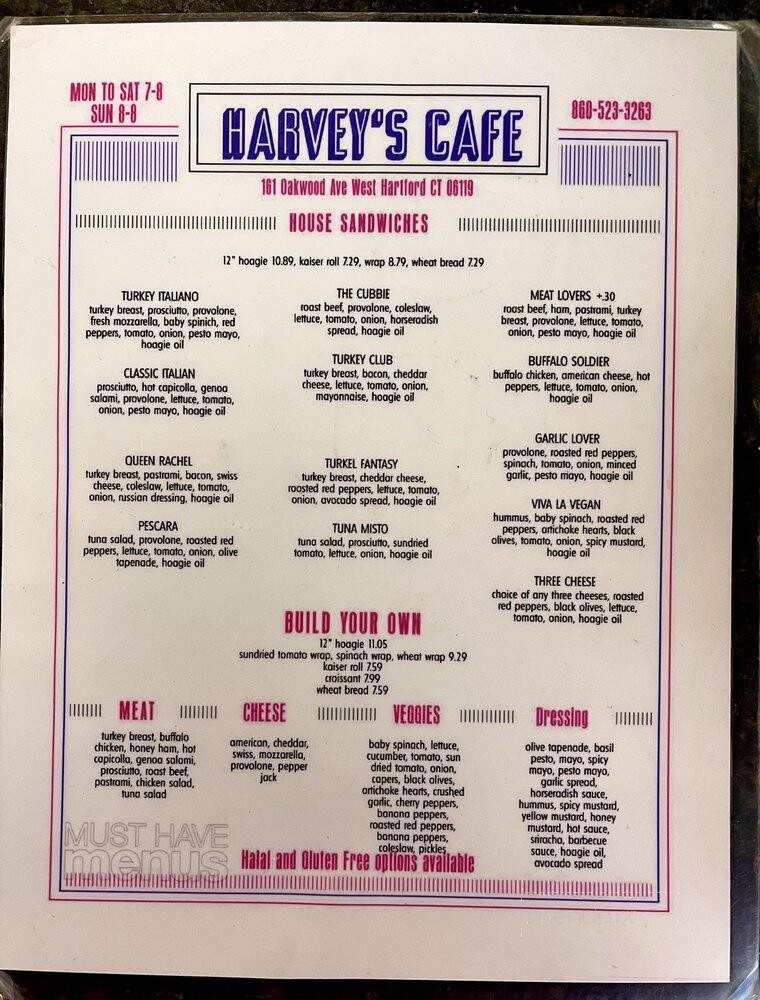 MON TO SAT 7-8
SUN 8-8
HARVEY'S CAFE
860-523-3263
161 Oakwood Ave West Hartford CT 06119
HOUSE SANDWICHES
12" hoagie 10.89, kaiser roll 7.29, wrap 8.79, wheat bread 7.29
TURKEY ITALIANO
turkey breast, prosciutto, provolone,
fresh mozzarella, baby spinich, red
peppers, tomato, onion, pesto mayo,
hoagie oil
CLASSIC ITALIAN
prosciutto, hot capicolla, genoa
salami, provolone, lettuce, tomato,
onion, pesto mayo, hoagie oil
QUEEN RACHEL
turkey breast, pastrami, bacon, swiss
cheese, coleslaw, lettuce, tomato,
onion, russian dressing, hoagie oil
PESCARA
tuna salad, provolone, roasted red
peppers, lettuce, tomato, onion, olive
tapenade, hoagie oil
THE CUBBIE
roast beef, provolone, coleslaw,
lettuce, tomato, onion, horseradish
spread, hoagie oil
TURKEY CLUB
turkey breast, bacon, cheddar
cheese, lettuce, tomato, onion,
mayonnaise, hoagie oil
TURKEL FANTASY
turkey breast, cheddar cheese,
roasted red peppers, lettuce, tomato,
onion, avocado spread, hoagie oil
TUNA MISTO
tuna salad, prosciutto, sundried
tomato, lettuce, onion, hoagie oil
MEAT LOVERS +.30
roast beef, ham, pastrami, turkey
breast, provolone, lettuce, tomato,
onion, pesto mayo, hoagie oil
BUFFALO SOLDIER
buffalo chicken, american cheese, hot
peppers, lettuce, tomato, onion,
hoagie oil
GARLIC LOVER
provolone, roasted red peppers,
spinach, tomato, onion, minced
garlic, pesto mayo, hoagie oil
VIVA LA VEGAN
hummus, baby spinach, roasted red
peppers, artichoke hearts, black
olives, tomato, onion, spicy mustard,
hoagie oil
THREE CHEESE
choice of any three cheeses, roasted
red peppers, black olives, lettuce,
tomato, onion, hoagie oil
BUILD YOUR OWN
12" hoagie 11.05
sundried tomato wrap, spinach wrap, wheat wrap 9.29
kaiser roll 7.59
croissant 7.99
wheat bread 7.59
MEAT
turkey breast, buffalo
chicken, honey ham, hot
capicolla, genoa salami,
prosciutto, roast beef,
pastrami, chicken salad,
tuna salad
CHEESE
american, cheddar,
swiss, mozzarella,
provolone, pepper
jack
VEGGIES
baby spinach, lettuce,
cucumber, tomato, sun
dried tomato, onion,
capers, black olives,
artichoke hearts, crushed
garlic, cherry peppers,
banana peppers,
roasted red peppers,
banana peppers,
coleslaw, pickles
Dressing
olive tapenade, basil
pesto, mayo, spicy
mayo, pesto mayo,
garlic spread,
horseradish sauce,
hummus, spicy mustard,
yellow mustard, honey
mustard, hot sauce,
sriracha, barbecue
sauce, hoagie oil,
avocado spread
Halal and Gluten Free options available
MUST HAVE
menus